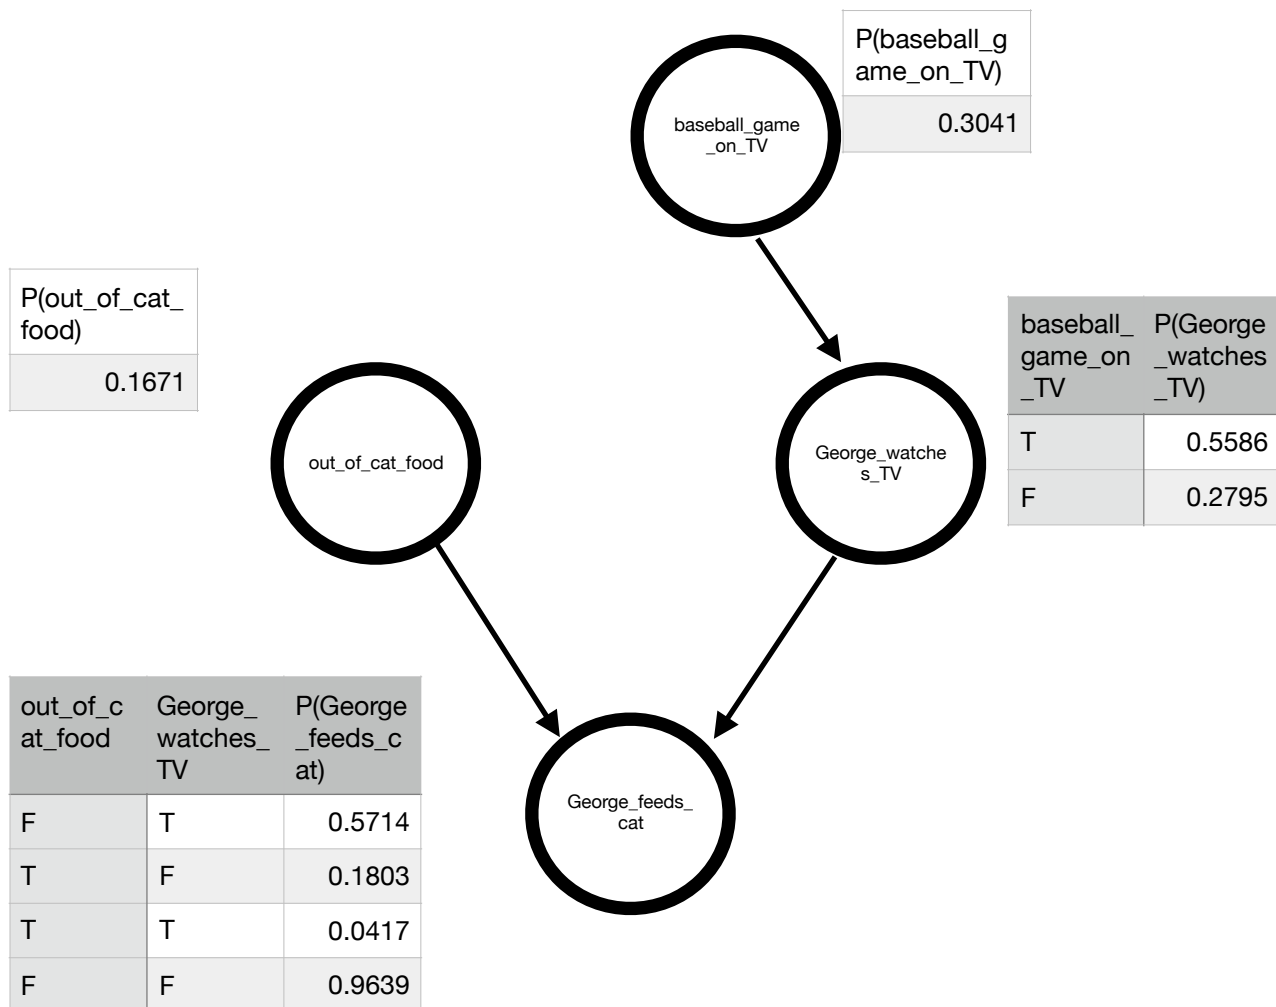 P(baseball_g
ame_on_TV)
0.3041
baseball_game
_on_TV
P(out_of_cat_
food)
0.1671
baseball_ P(George
game_on _watches
_TV _TV)
T 0.5586
F 0.2795
out_of_cat_food
George_watche
s_TV
out_of_c George_ P(George
at_food watches_ _feeds_c
TV at)
F T 0.5714
T F 0.1803
T T 0.0417
F F 0.9639
George_feeds_
cat